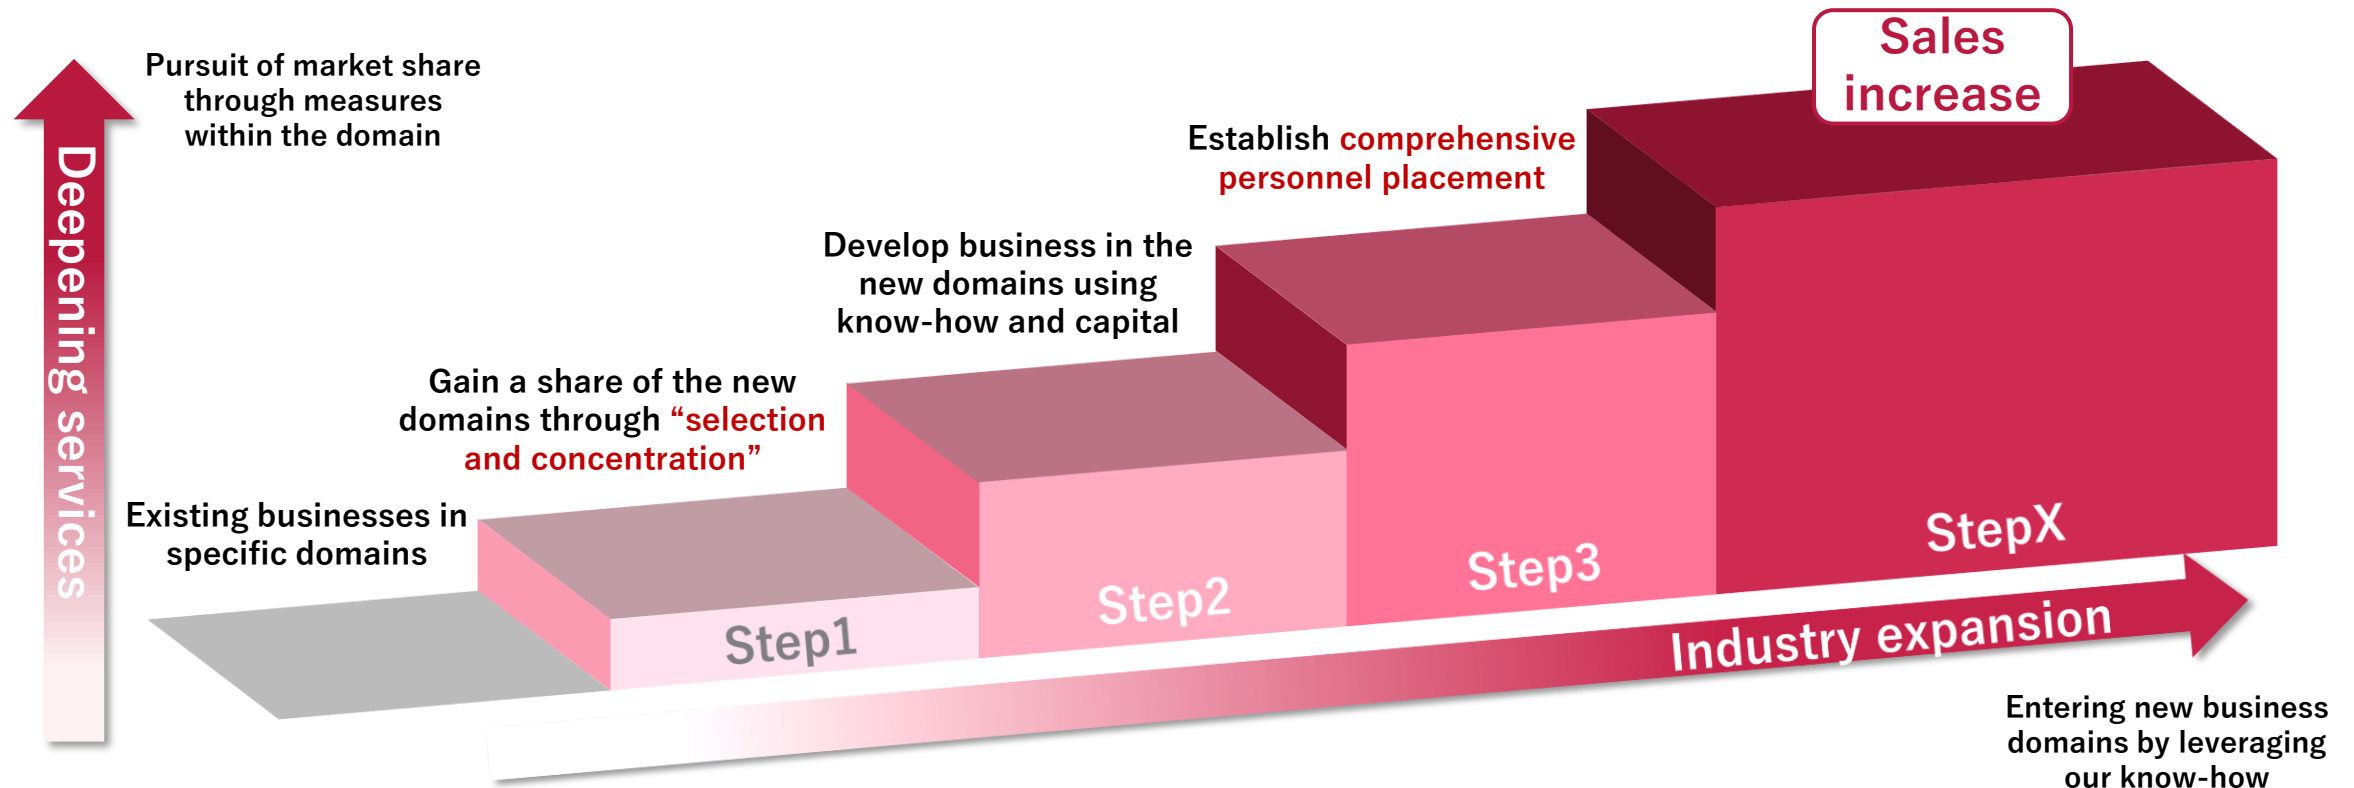 Pursuit of market share
through measures
within the domain
Deepening services
Existing businesses in
specific domains
Gain a share of the new
domains through “selection
and concentration”
Develop business in the
new domains using
know-how and capital
Establish comprehensive
personnel placement
Sales
increase
Step1
Step2
Step3
StepX
Industry expansion
Entering new business
domains by leveraging
our know-how